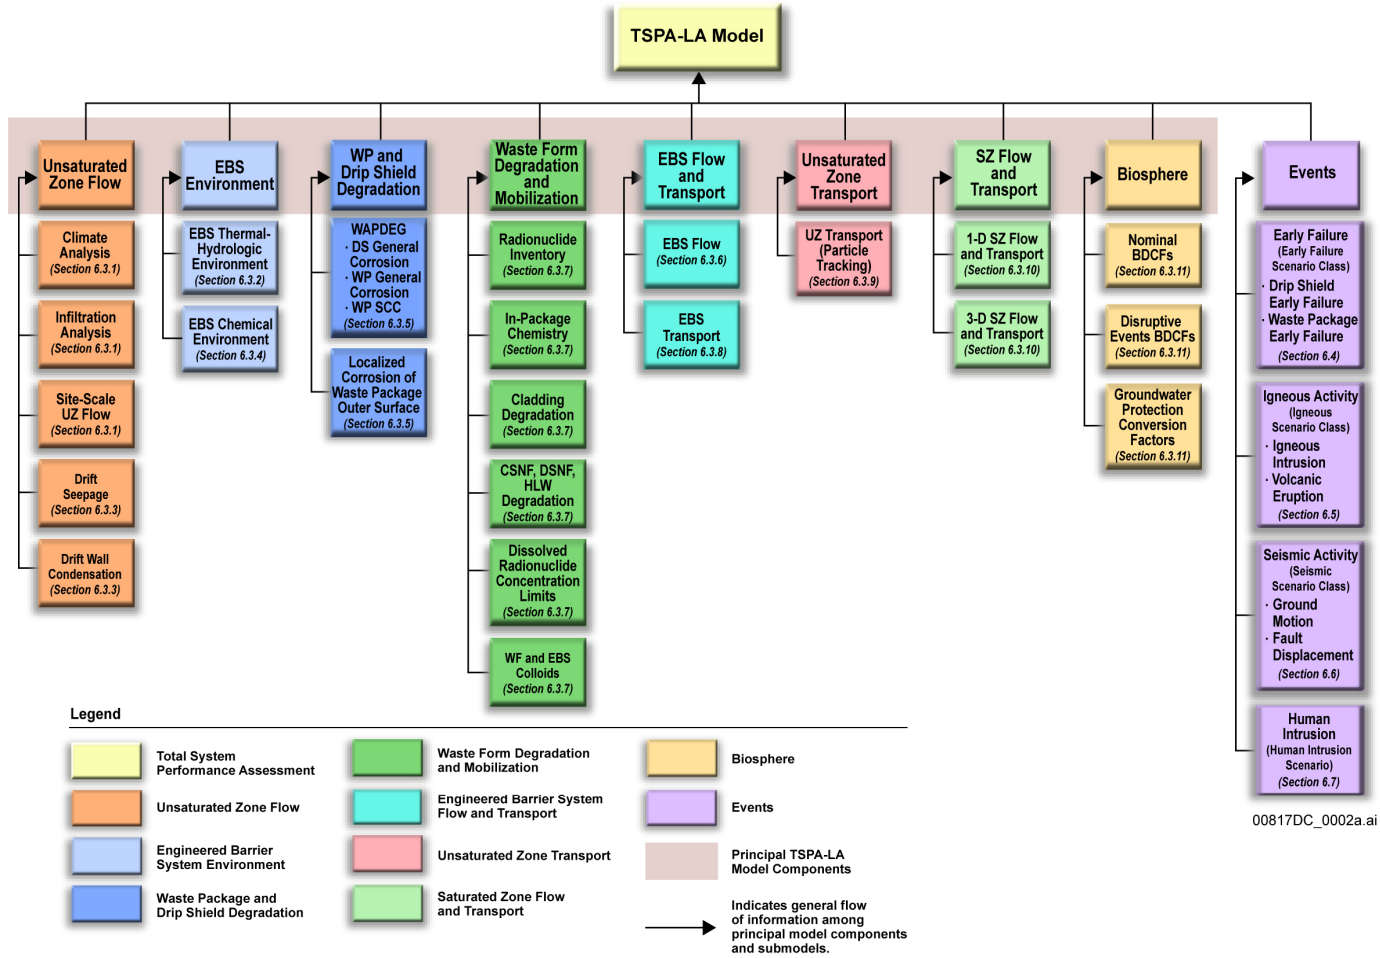 TSPA-LA Model
Unsaturated
Zone Flow
Climate
Analysis
(Section 6.3.1)
Infiltration
Analysis
(Section 6.3.1)
Site-Scale
UZ Flow
(Section 6.3.1)
Drift
Seepage
(Section 6.3.3)
Drift Wall
Condensation
(Section 6.3.3)
EBS
Environment
EBS Thermal-
Hydrologic
Environment
(Section 6.3.2)
EBS Chemical
Environment
(Section 6.3.4)
WP and
Drip Shield
Degradation
WAPDEG
· DS General
Corrosion
· WP General
Corrosion
· WP SCC
(Section 6.3.5)
Localized
Corrosion of
Waste Package
Outer Surface
(Section 6.3.5)
Waste Form
Degradation
and
Mobilization
Radionuclide
Inventory
(Section 6.3.7)
In-Package
Chemistry
(Section 6.3.7)
Cladding
Degradation
(Section 6.3.7)
CSNF, DSNF,
HLW
Degradation
(Section 6.3.7)
Dissolved
Radionuclide
Concentration
Limits
(Section 6.3.7)
WF and EBS
Colloids
(Section 6.3.7)
EBS Flow
and
Transport
EBS Flow
(Section 6.3.6)
EBS
Transport
(Section 6.3.8)
Unsaturated
Zone
Transport
UZ Transport
(Particle
Tracking)
(Section 6.3.9)
SZ Flow
and
Transport
1-D SZ Flow
and Transport
(Section 6.3.10)
3-D SZ Flow
and Transport
(Section 6.3.10)
Biosphere
Nominal
BDCFs
(Section 6.3.11)
Disruptive
Events BDCFs
(Section 6.3.11)
Groundwater
Protection
Conversion
Factors
(Section 6.3.11)
Events
Early Failure
(Early Failure
Scenario Class)
· Drip Shield
Early Failure
· Waste Package
Early Failure
(Section 6.4)
Igneous Activity
(Igneous
Scenario Class)
· Igneous
Intrusion
· Volcanic
Eruption
(Section 6.5)
Seismic Activity
(Seismic
Scenario Class)
· Ground
Motion
· Fault
Displacement
(Section 6.6)
Human
Intrusion
(Human Intrusion
Scenario)
(Section 6.7)
00817DC_0002a.ai
Legend
Total System
Performance Assessment
Unsaturated Zone Flow
Engineered Barrier
System Environment
Waste Package and
Drip Shield Degradation
Waste Form Degradation
and Mobilization
Engineered Barrier System
Flow and Transport
Unsaturated Zone Transport
Saturated Zone Flow
and Transport
Biosphere
Events
Principal TSPA-LA
Model Components
Indicates general flow
of information among
principal model components
and submodels.